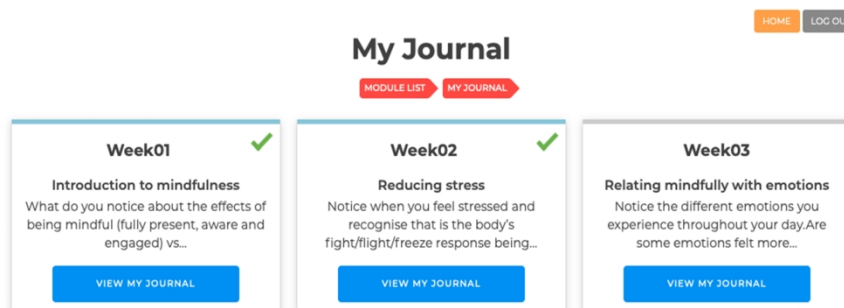 HOME LOG OU
My Journal
MODULE LIST MY JOURNAL
Week01
Introduction to mindfulness
What do you notice about the effects of
being mindful (fully present, aware and
engaged) vs...
VIEW MY JOURNAL
Week02
Reducing stress
Notice when you feel stressed and
recognise that is the body's
fight/flight/freeze response being...
VIEW MY JOURNAL
Week03
Relating mindfully with emotions
Notice the different emotions you
experience throughout your day.Are
some emotions felt more...
VIEW MY JOURNAL